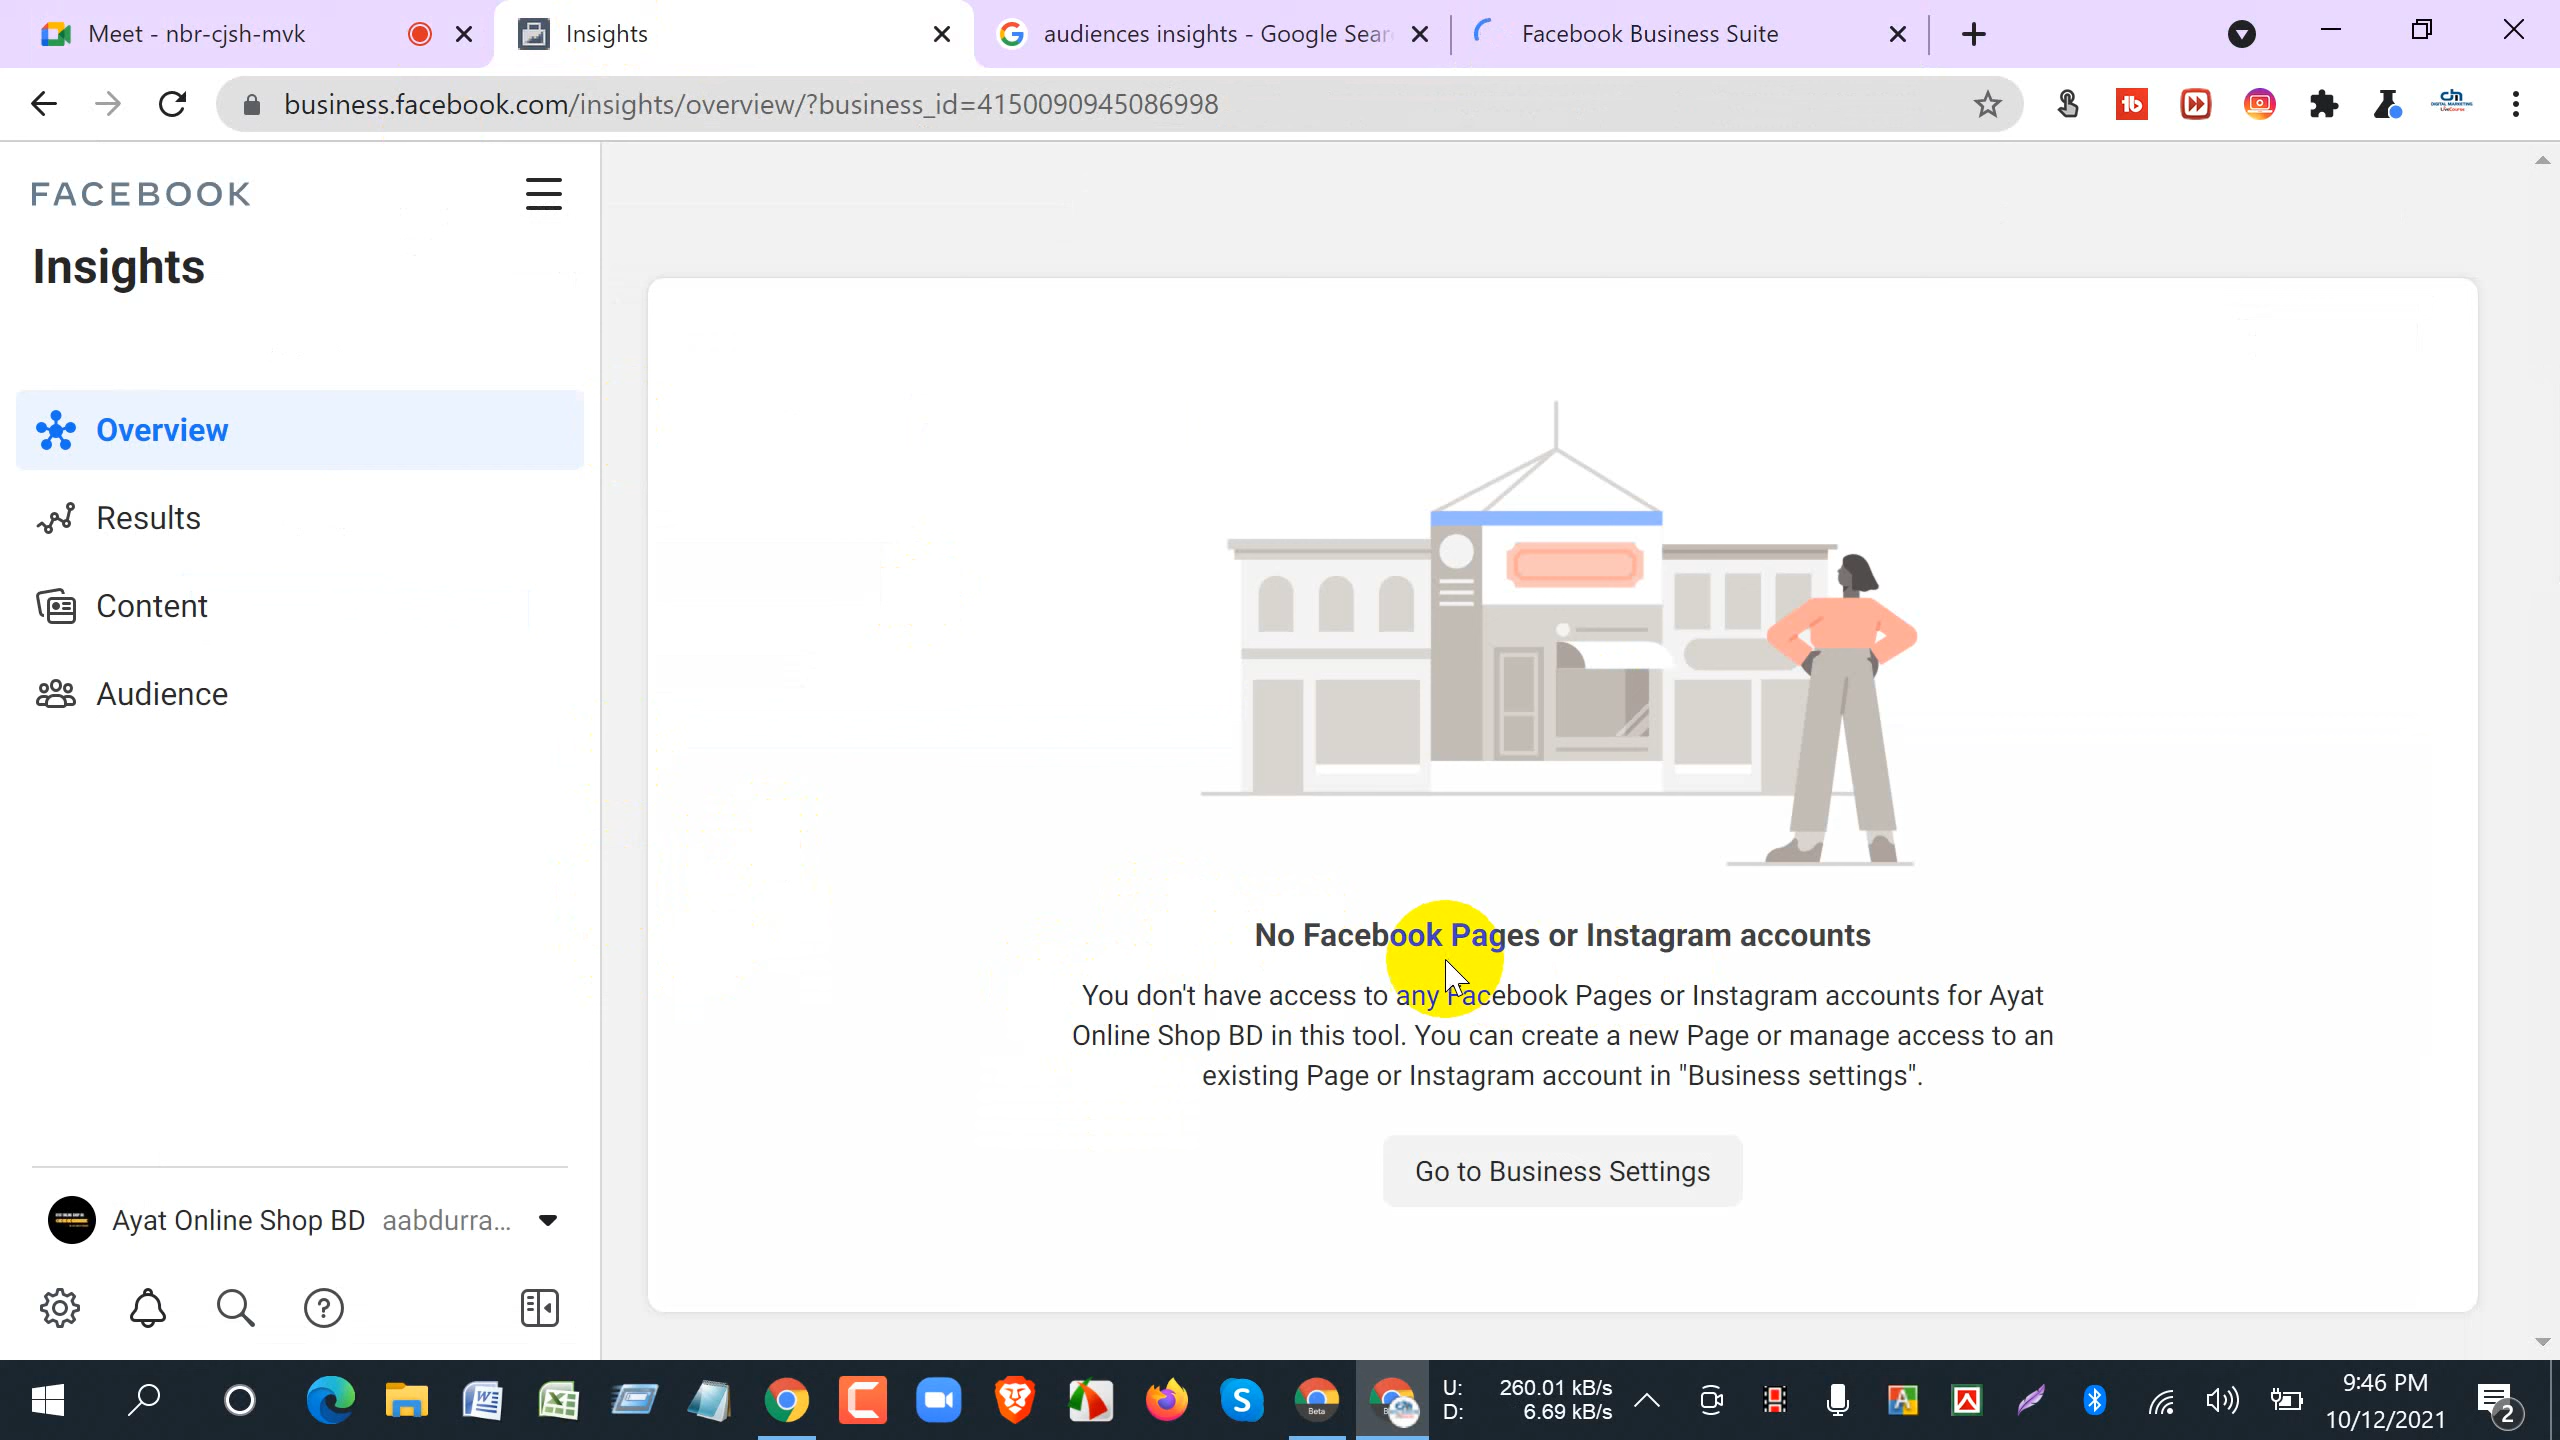 Meet - nbr-cjsh-mvk
Insights
audiences insights - Google Sear
Facebook Business Suite
business.facebook.com/insights/overview/?business_id=4150090945086998
FACEBOOK
Insights
Overview
Results
Content
Audience
No Facebook Pages or Instagram accounts
You don't have access to any Facebook Pages or Instagram accounts for Ayat
Online Shop BD in this tool. You can create a new Page or manage access to an
existing Page or Instagram account in "Business settings".
Go to Business Settings
Ayat Online Shop BD aabdurra...
U: 260.01 kB/s
D: 6.69 kB/s
9:46 PM
10/12/2021
2